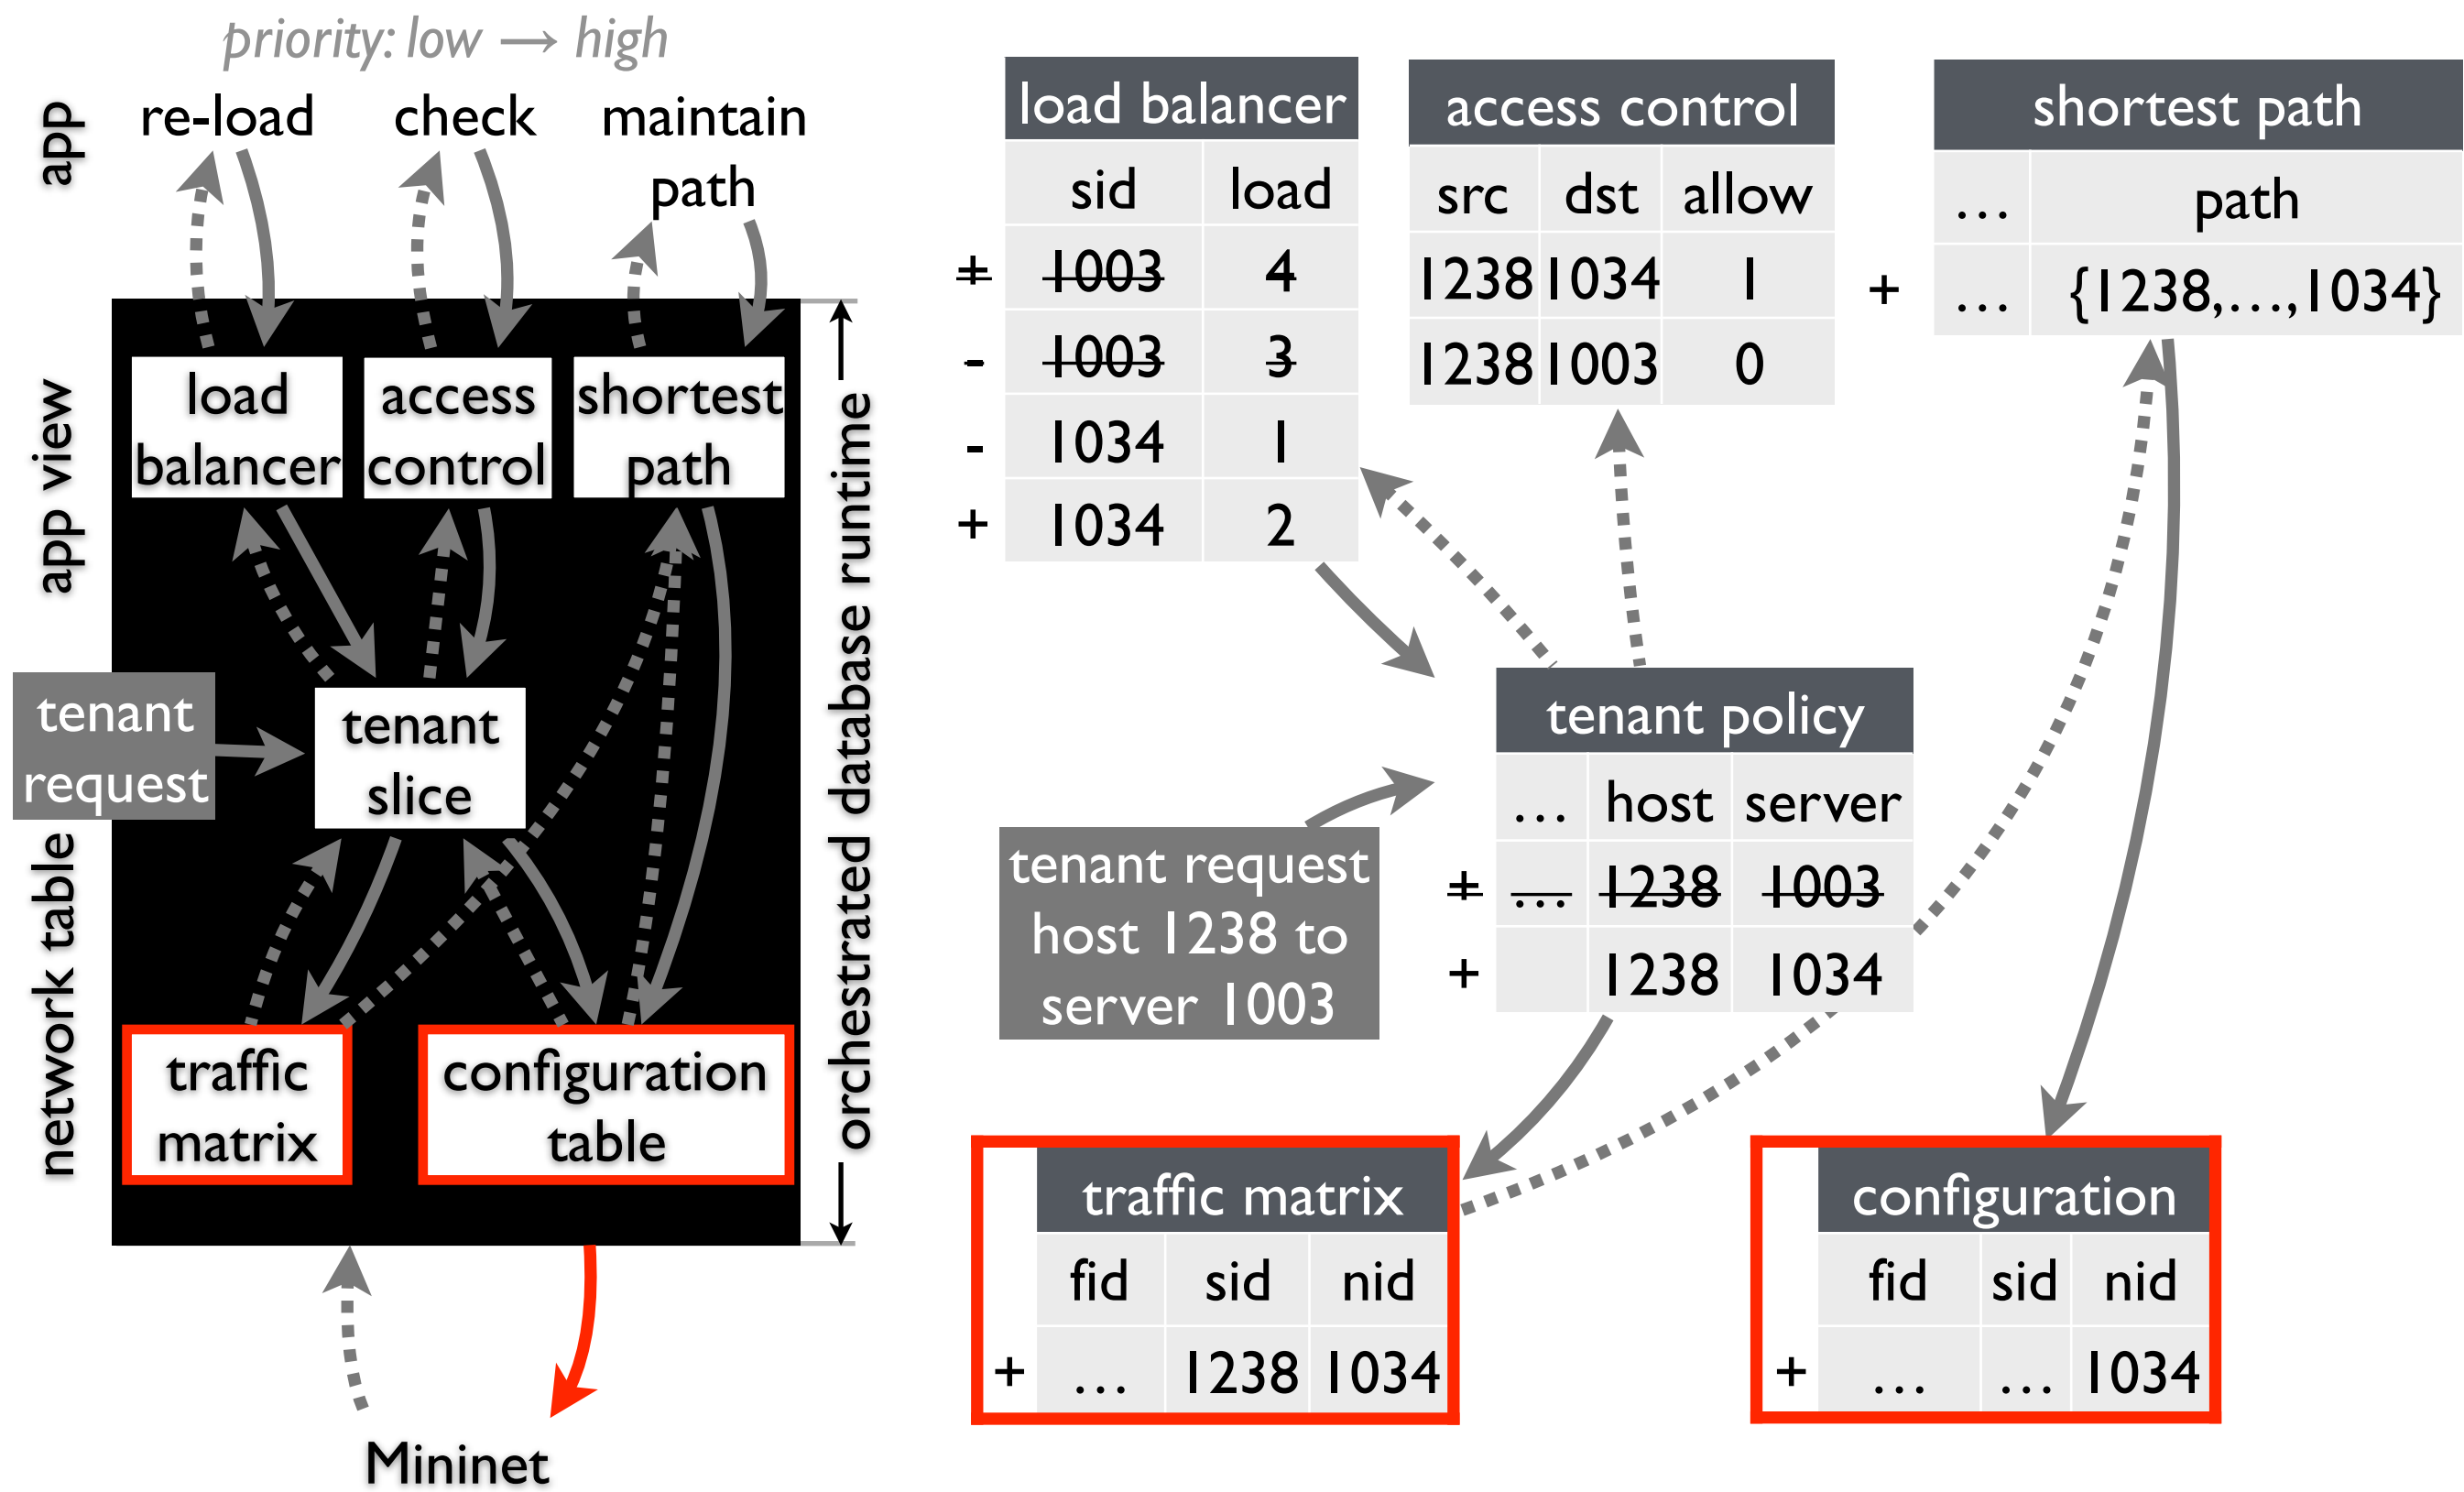 priority: low → high
app
re-load
check
maintain
path
app view
load
balancer
access
control
shortest
path
tenant
request
tenant
slice
network table
traffic
matrix
configuration
table
orchestrated database runtime
Mininet
load balancer
sid load
+ 1003 4
- 1003 3
- 1034 1
+ 1034 2
access control
src dst allow
1238 1034 1
1238 1003 0
shortest path
... path
+ ... {1238,...,1034}
tenant request
host 1238 to
server 1003
tenant policy
... host server
+ ... 1238 1003
+ 1238 1034
traffic matrix
fid sid nid
+ ... 1238 1034
configuration
fid sid nid
+ ... ... 1034